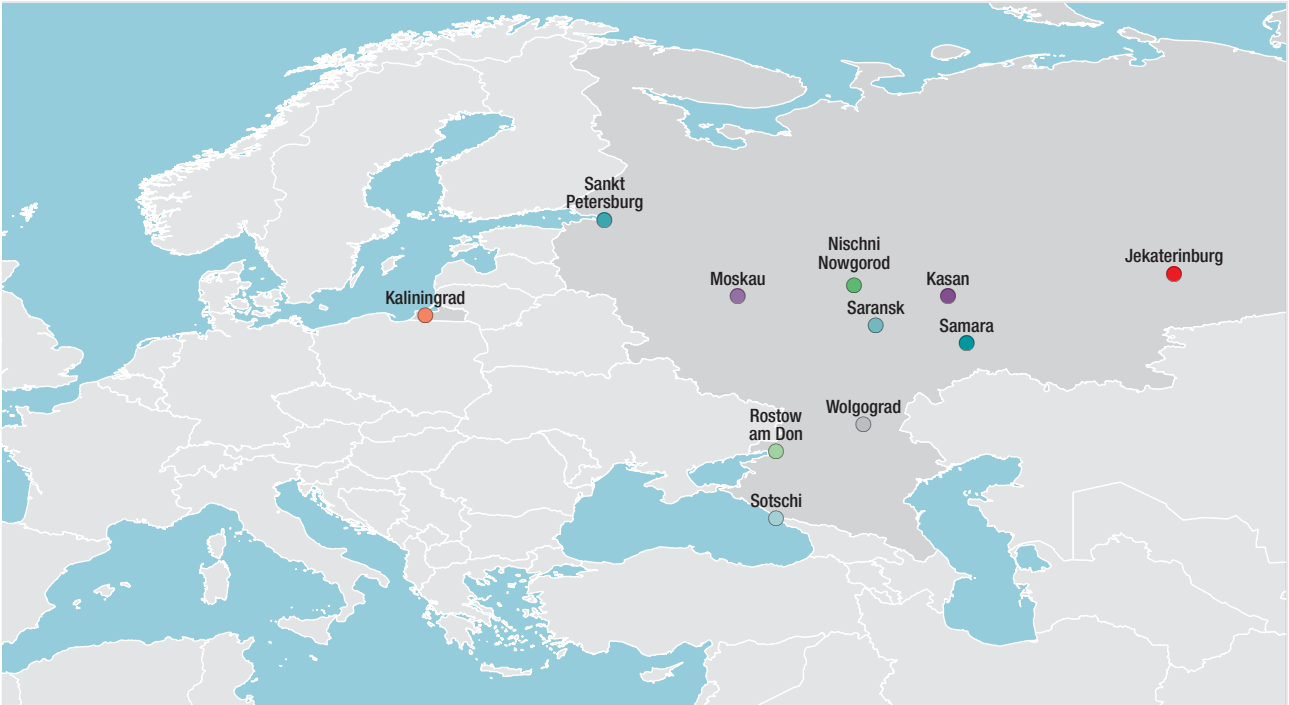 Sankt
Petersburg
Nischni
Nowgorod
Jekaterinburg
Moskau
Kasan
Kaliningrad
Saransk
Samara
Wolgograd
Rostow
am Don
Sotschi